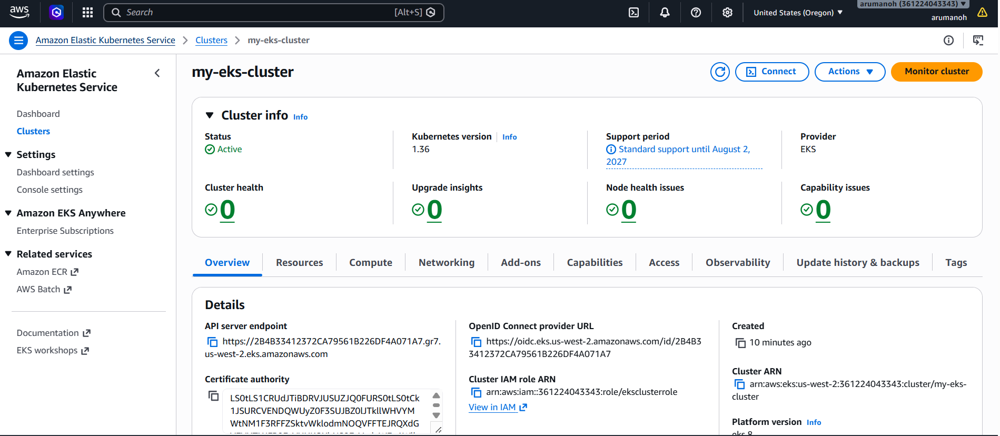 aws
Search [Alt+S]
United States (Oregon)
arumanoh (361224043343)
arumanoh
Amazon Elastic Kubernetes Service > Clusters > my-eks-cluster
Amazon Elastic
Kubernetes Service
Dashboard
Clusters
Settings
Dashboard settings
Console settings
Amazon EKS Anywhere
Enterprise Subscriptions
Related services
Amazon ECR
AWS Batch
Documentation
EKS workshops
my-eks-cluster
Connect
Actions
Monitor cluster
Cluster info Info
Status
Active
Kubernetes version Info
1.36
Support period
Standard support until August 2,
2027
Provider
EKS
Cluster health
0
Upgrade insights
0
Node health issues
0
Capability issues
0
Overview Resources Compute Networking Add-ons Capabilities Access Observability Update history & backups Tags
Details
API server endpoint
https://2B4B33412372CA79561B226DF4A071A7.gr7.
us-west-2.eks.amazonaws.com
Certificate authority
LS0tLS1CRUdJTiBDRVJUSUZJQ0FURS0tLS0tCk
1JSURCVENDQWUyZ0F3SUJBZ0lJTkllWHVYM
WtNM1F3RFFZSktvWklodmNOQVFFTEJRQXdG
OpenID Connect provider URL
https://oidc.eks.us-west-2.amazonaws.com/id/2B4B3
3412372CA79561B226DF4A071A7
Cluster IAM role ARN
arn:aws:iam::361224043343:role/eksclusterrole
View in IAM
Created
10 minutes ago
Cluster ARN
arn:aws:eks:us-west-2:361224043343:cluster/my-eks-
cluster
Platform version Info
eks.8